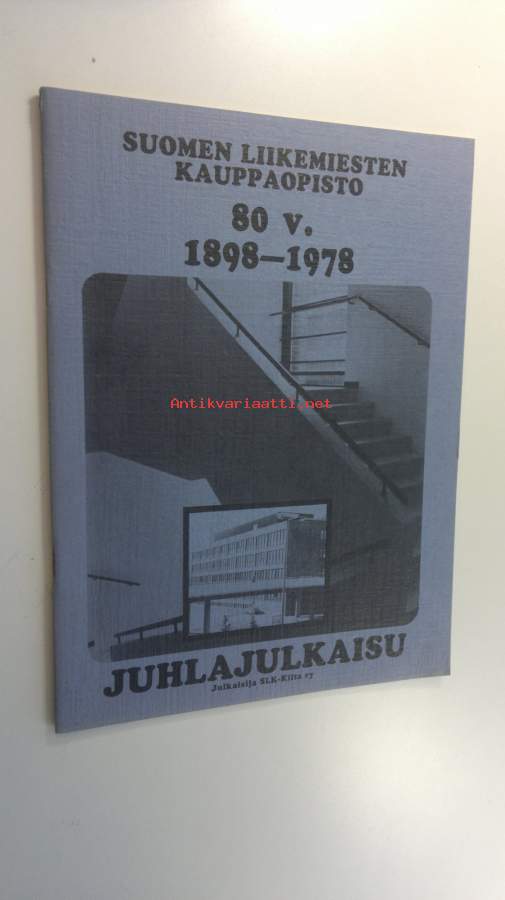 SUOMEN LIIKEMIESTEN
KAUPPAOPISTO
80 v.
1898—1978
Antikvariaatti.net
JUHLAJULKAISU
Julkaisija SLK-Kilta ry